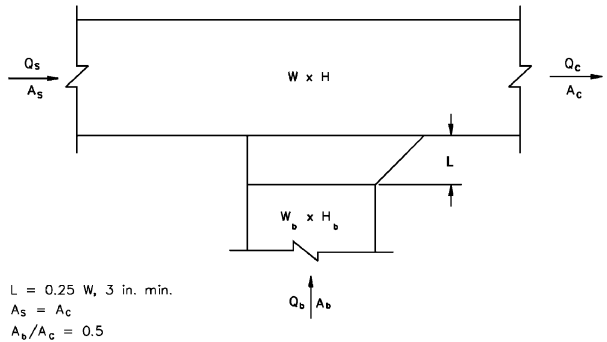 Qs
As
W x H
Qc
Ac
L
Wb x Hb
Qb Ab
L = 0.25 W, 3 in. min.
As = Ac
Ab/Ac = 0.5